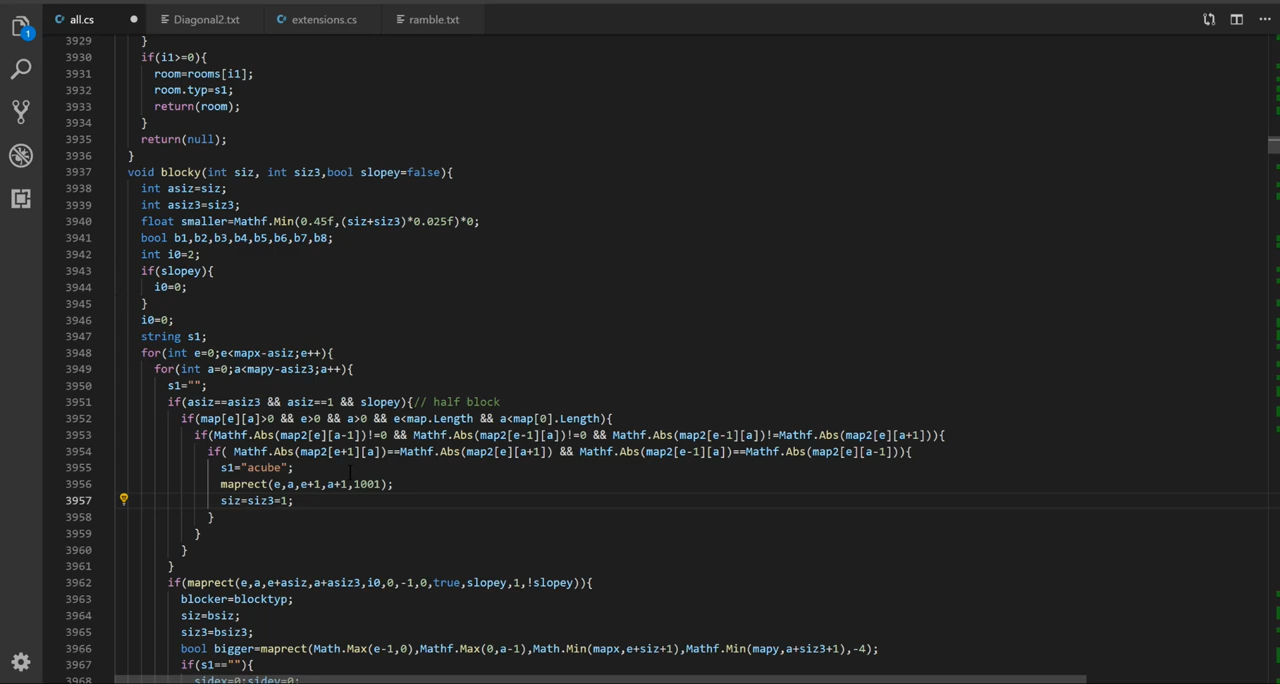 all.cs
Diagonal2.txt
extensions.cs
ramble.txt
1
3929 }
3930 if(i1>=0){
3931 room=rooms[i1];
3932 room.typ=s1;
3933 return(room);
3934 }
3935 return(null);
3936 }
3937 void blocky(int siz, int siz3,bool slopey=false){
3938 int asiz=siz;
3939 int asiz3=siz3;
3940 float smaller=Mathf.Min(0.45f,(siz+siz3)*0.025f)*0;
3941 bool b1,b2,b3,b4,b5,b6,b7,b8;
3942 int i0=2;
3943 if(slopey){
3944 i0=0;
3945 }
3946 i0=0;
3947 string s1;
3948 for(int e=0;e<mapx-asiz;e++){
3949 for(int a=0;a<mapy-asiz3;a++){
3950 s1="";
3951 if(asiz==asiz3 && asiz==1 && slopey){// half block
3952 if(map[e][a]>0 && e>0 && a>0 && e<map.Length && a<map[0].Length){
3953 if(Mathf.Abs(map2[e][a-1])!=0 && Mathf.Abs(map2[e-1][a])!=0 && Mathf.Abs(map2[e-1][a])!=Mathf.Abs(map2[e][a+1])){
3954 if( Mathf.Abs(map2[e+1][a])==Mathf.Abs(map2[e][a+1]) && Mathf.Abs(map2[e-1][a])==Mathf.Abs(map2[e][a-1])){
3955 s1="acube";
3956 maprect(e,a,e+1,a+1,1001);
3957 siz=siz3=1;
3958 }
3959 }
3960 }
3961 }
3962 if(maprect(e,a,e+asiz,a+asiz3,i0,0,-1,0,true,slopey,1,!slopey)){
3963 blocker=blocktyp;
3964 siz=bsiz;
3965 siz3=bsiz3;
3966 bool bigger=maprect(Math.Max(e-1,0),Mathf.Max(0,a-1),Math.Min(mapx,e+siz+1),Mathf.Min(mapy,a+siz3+1),-4);
3967 if(s1==""){
3968 sidex=0;sidey=0;